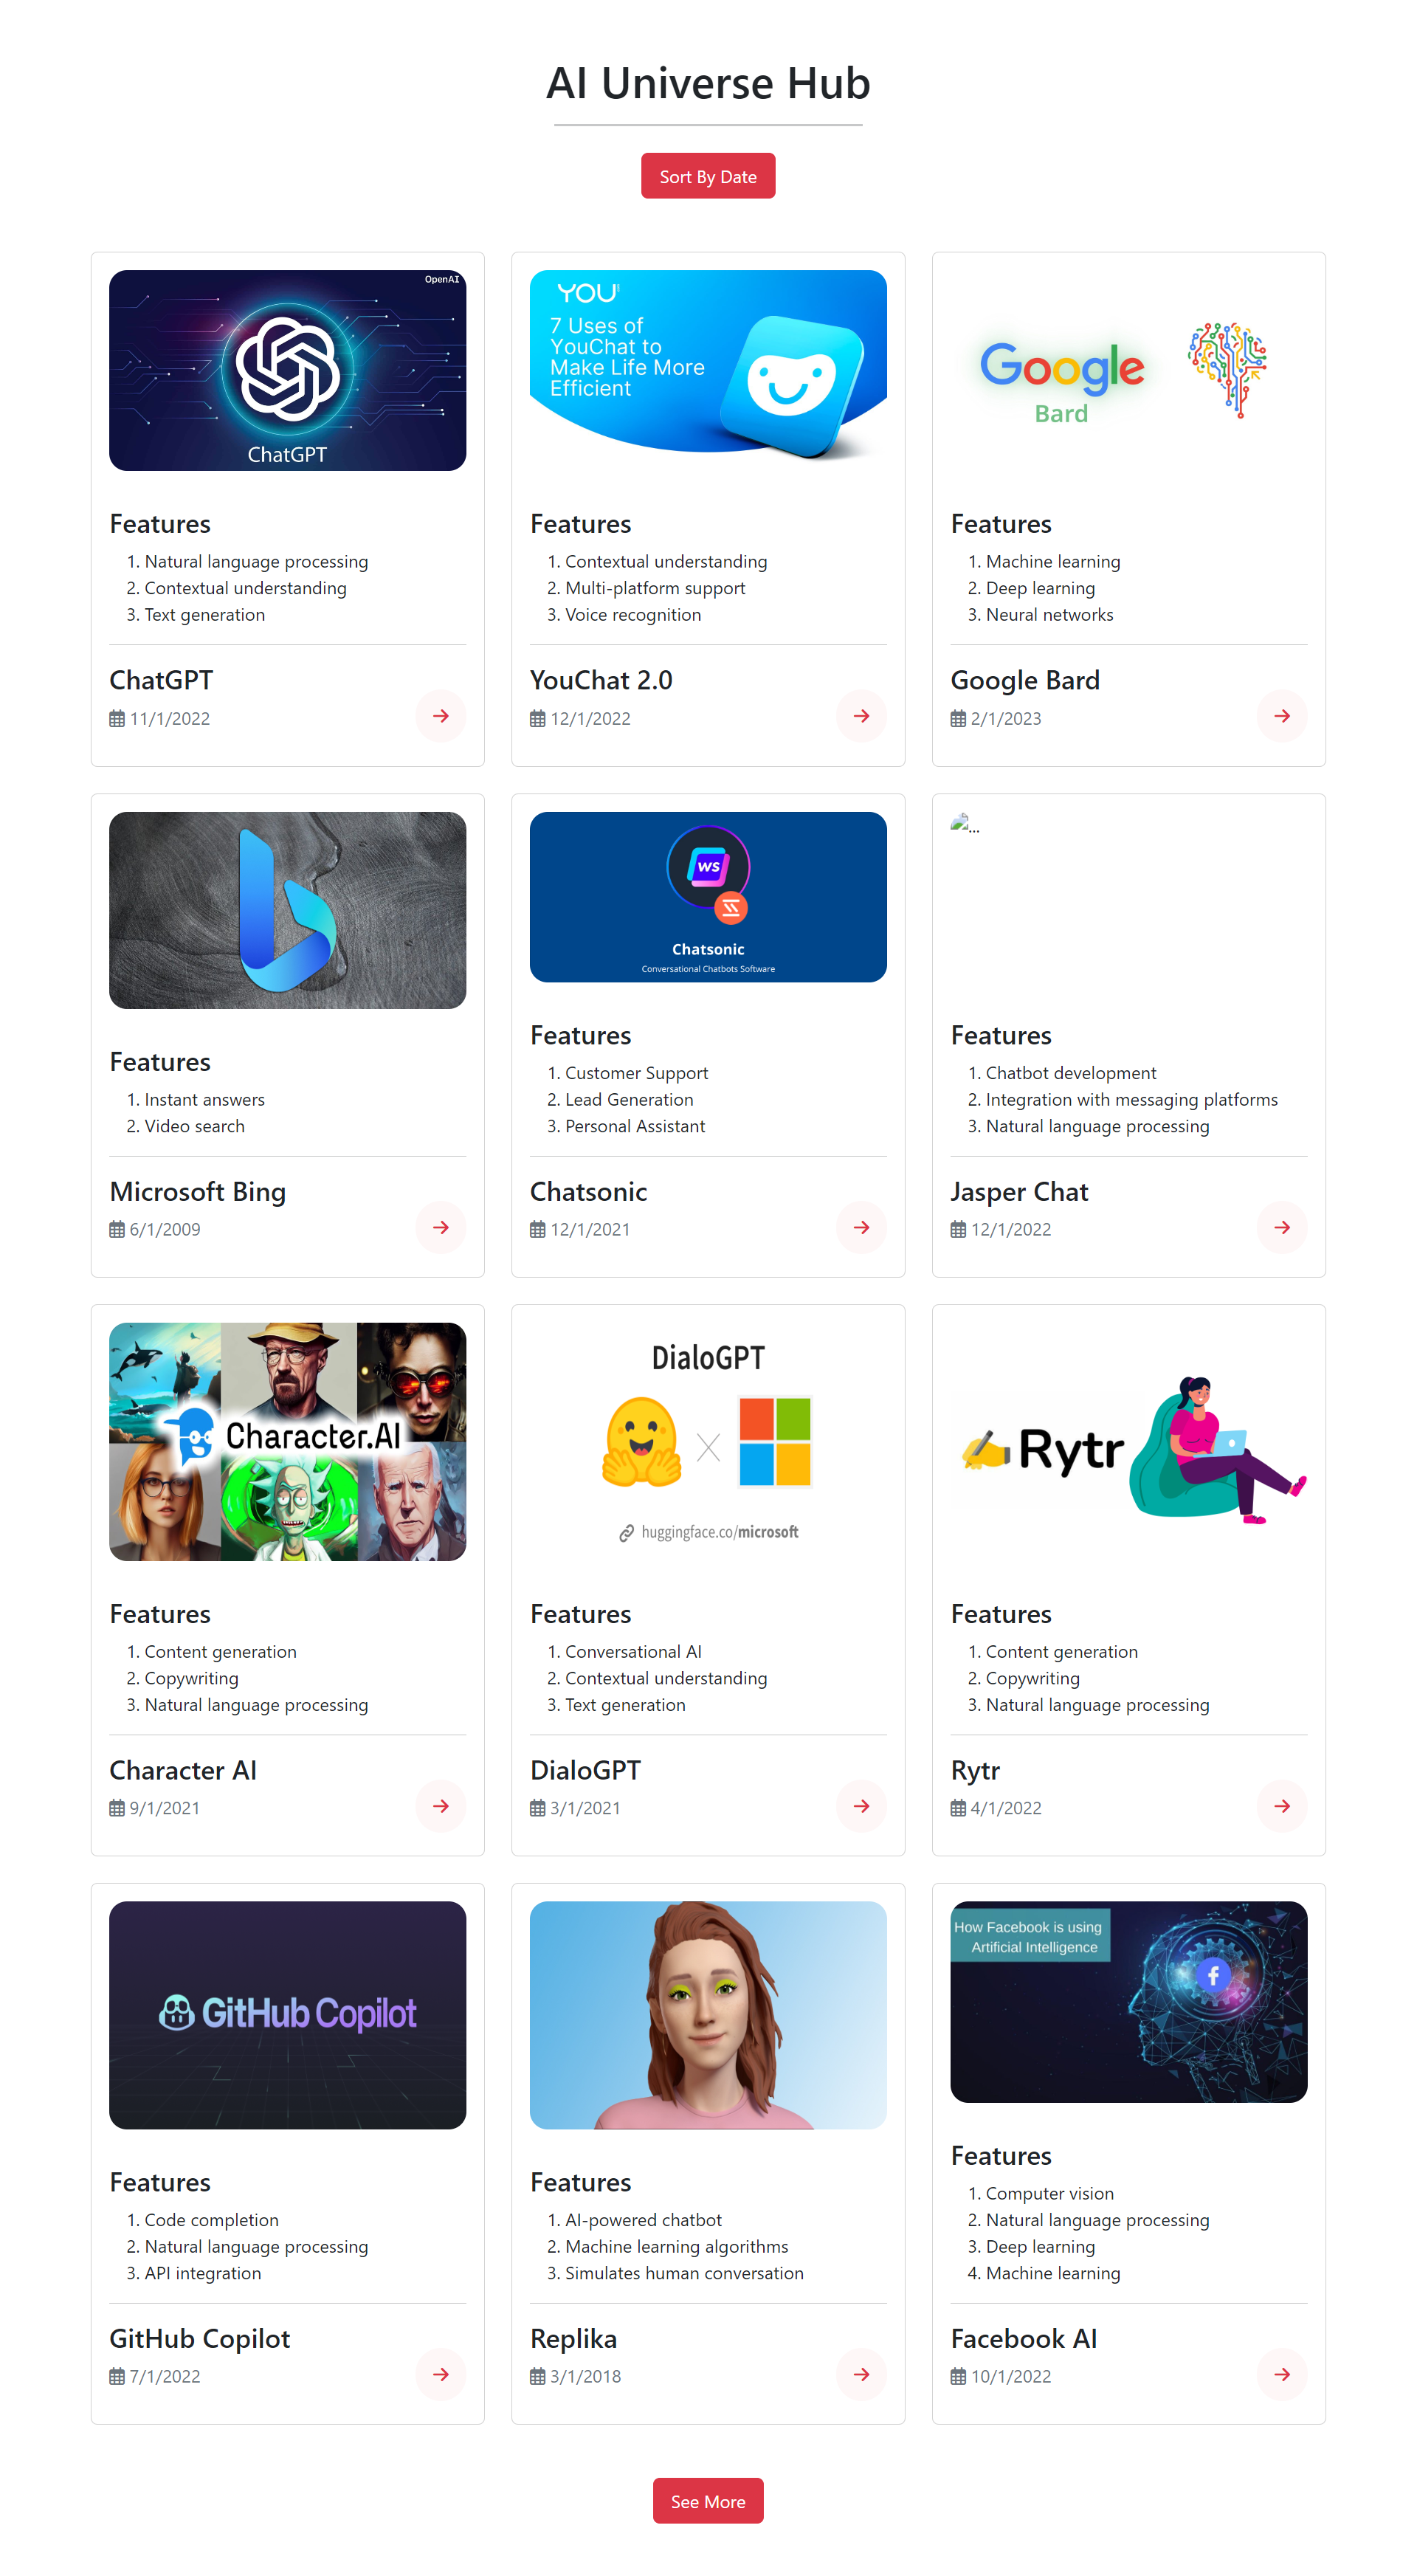 AI Universe Hub
Sort By Date
OpenAI
ChatGPT
Features
1. Natural language processing
2. Contextual understanding
3. Text generation
ChatGPT
11/1/2022
YOU
7 Uses of
YouChat to
Make Life More
Efficient
Features
1. Contextual understanding
2. Multi-platform support
3. Voice recognition
YouChat 2.0
12/1/2022
Google
Bard
Features
1. Machine learning
2. Deep learning
3. Neural networks
Google Bard
2/1/2023
Features
1. Instant answers
2. Video search
Microsoft Bing
6/1/2009
WS
Chatsonic
Conversational Chatbots Software
Features
1. Customer Support
2. Lead Generation
3. Personal Assistant
Chatsonic
12/1/2021
...
Features
1. Chatbot development
2. Integration with messaging platforms
3. Natural language processing
Jasper Chat
12/1/2022
Character.AI
Features
1. Content generation
2. Copywriting
3. Natural language processing
Character AI
9/1/2021
DialoGPT
huggingface.co/microsoft
Features
1. Conversational AI
2. Contextual understanding
3. Text generation
DialoGPT
3/1/2021
Rytr
Features
1. Content generation
2. Copywriting
3. Natural language processing
Rytr
4/1/2022
GitHub Copilot
Features
1. Code completion
2. Natural language processing
3. API integration
GitHub Copilot
7/1/2022
Features
1. AI-powered chatbot
2. Machine learning algorithms
3. Simulates human conversation
Replika
3/1/2018
How Facebook is using
Artificial Intelligence
f
Features
1. Computer vision
2. Natural language processing
3. Deep learning
4. Machine learning
Facebook AI
10/1/2022
See More